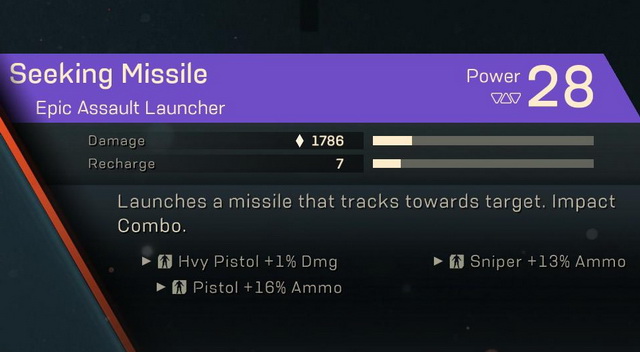 Seeking Missile
Power 28
Epic Assault Launcher
Damage 1786
Recharge 7
Launches a missile that tracks towards target. Impact
Combo.
Hvy Pistol +1% Dmg
Sniper +13% Ammo
Pistol +16% Ammo